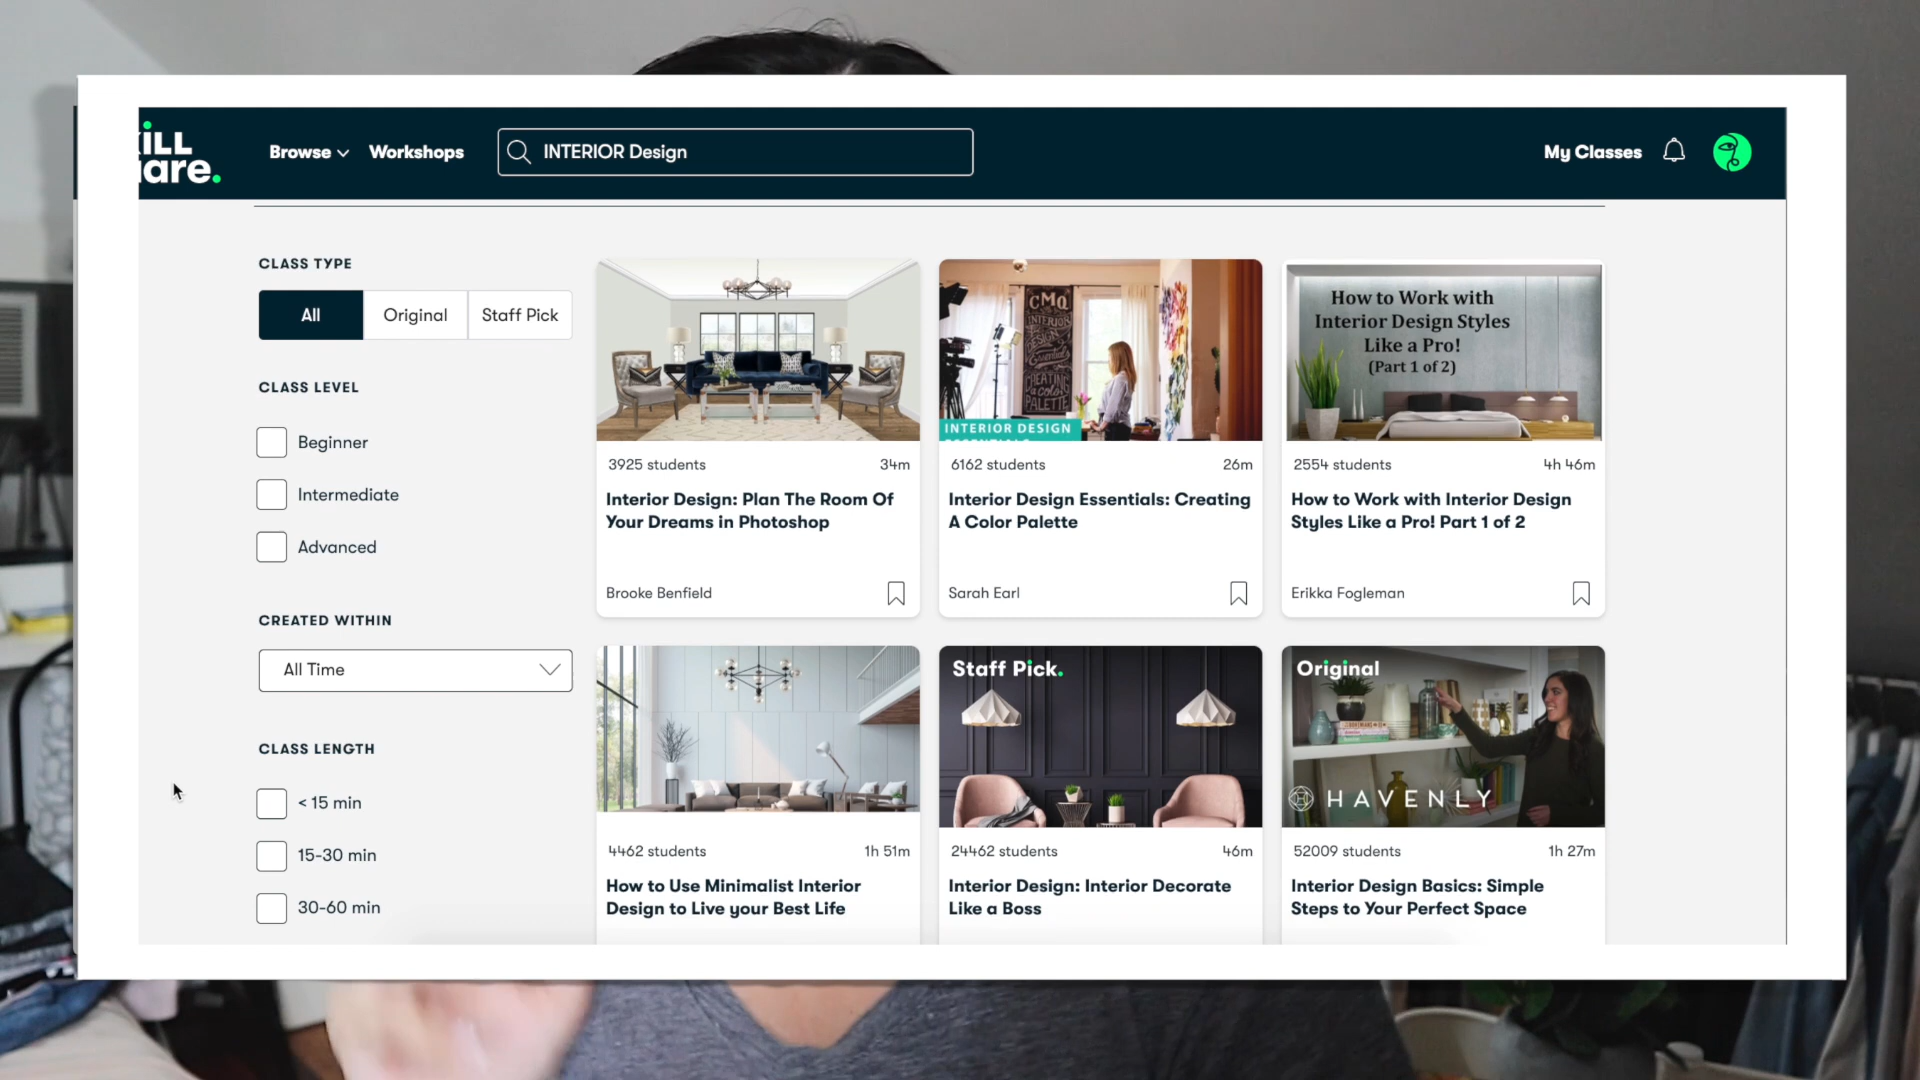 iLL
are.
Browse
Workshops
INTERIOR Design
My Classes
CLASS TYPE
All
Original
Staff Pick
CLASS LEVEL
Beginner
Intermediate
Advanced
CREATED WITHIN
All Time
CLASS LENGTH
< 15 min
15-30 min
30-60 min
3925 students 34m
Interior Design: Plan The Room Of
Your Dreams in Photoshop
Brooke Benfield
CMQ
INTERIOR
DESIGN
Essentials
CREATING
a color
PALETTE
INTERIOR DESIGN
6162 students 26m
Interior Design Essentials: Creating
A Color Palette
Sarah Earl
How to Work with
Interior Design Styles
Like a Pro!
(Part 1 of 2)
2554 students 4h 46m
How to Work with Interior Design
Styles Like a Pro! Part 1 of 2
Erikka Fogleman
4462 students 1h 51m
How to Use Minimalist Interior
Design to Live your Best Life
Staff Pick.
24462 students 46m
Interior Design: Interior Decorate
Like a Boss
Original
HAVENLY
52009 students 1h 27m
Interior Design Basics: Simple
Steps to Your Perfect Space